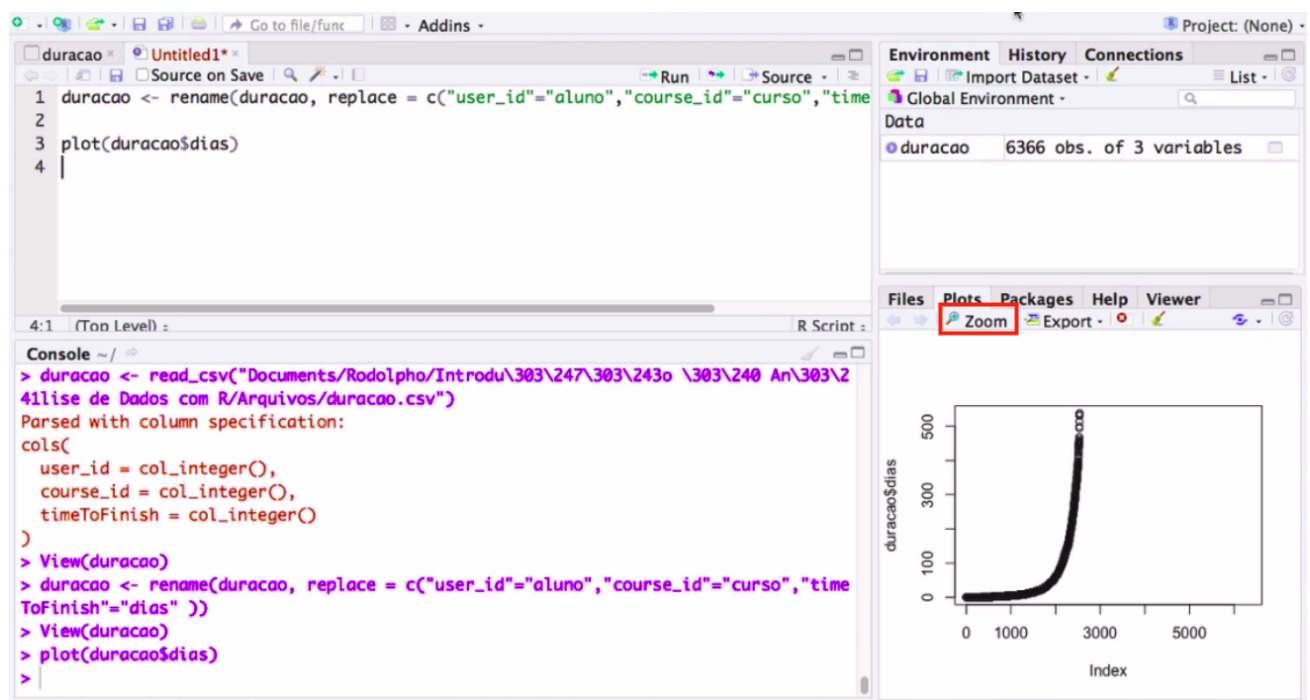 Go to file/func
Addins
Project: (None)
duracao
Untitled1*
Source on Save
Run
Source
1 duracao <- rename(duracao, replace = c("user_id"="aluno","course_id"="curso","time
2
3 plot(duracao$dias)
4
4:1 (Top Level)
R Script
Console ~/
> duracao <- read_csv("Documents/Rodolpho/Introdu\303\247\303\243o \303\240 An\303\2
41lise de Dados com R/Arquivos/duracao.csv")
Parsed with column specification:
cols(
user_id = col_integer(),
course_id = col_integer(),
timeToFinish = col_integer()
)
> View(duracao)
> duracao <- rename(duracao, replace = c("user_id"="aluno","course_id"="curso","time
ToFinish"="dias" ))
> View(duracao)
> plot(duracao$dias)
>
Environment History Connections
Import Dataset
List
Global Environment
Data
duracao 6366 obs. of 3 variables
Files Plots Packages Help Viewer
Zoom Export
duracao$dias
500
300
100
0
0 1000 3000 5000
Index